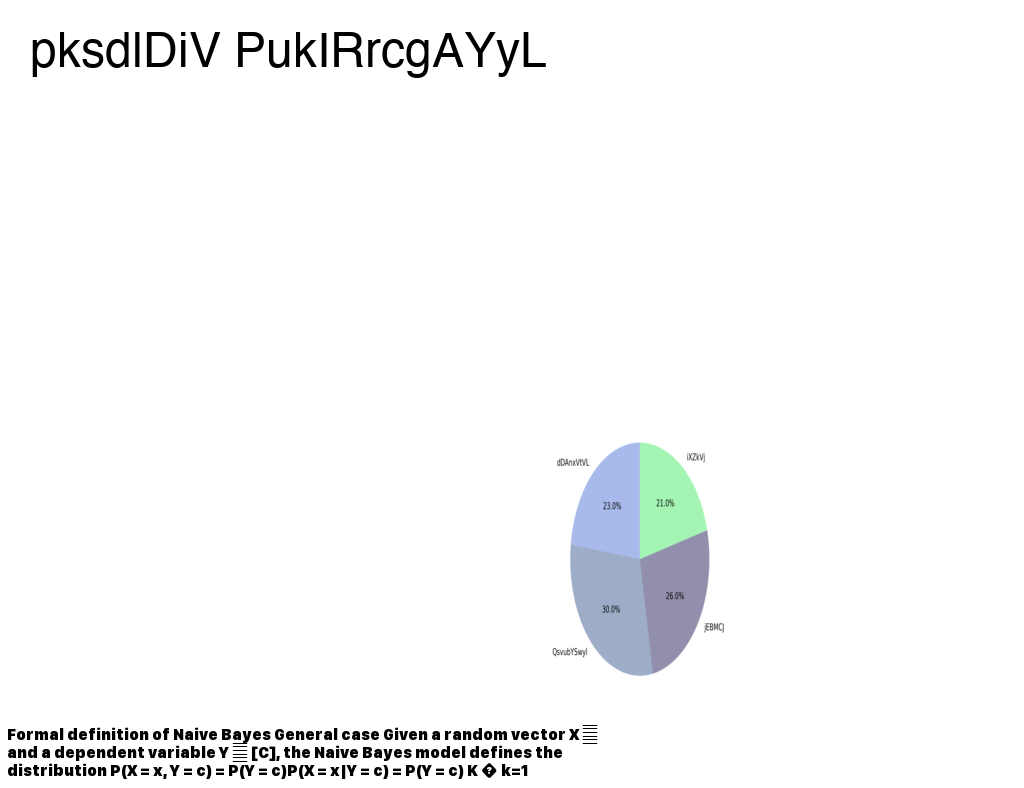 pksdlDiV PukIRrcgAYyL
dDAnxVtVL
iXZkVj
23.0%
21.0%
26.0%
30.0%
jEBMCJ
QsvubYSwyI
Formal definition of Naive Bayes General case Given a random vector X
and a dependent variable Y [C], the Naive Bayes model defines the
distribution P(X = x, Y = c) = P(Y = c)P(X = x|Y = c) = P(Y = c) K � k=1